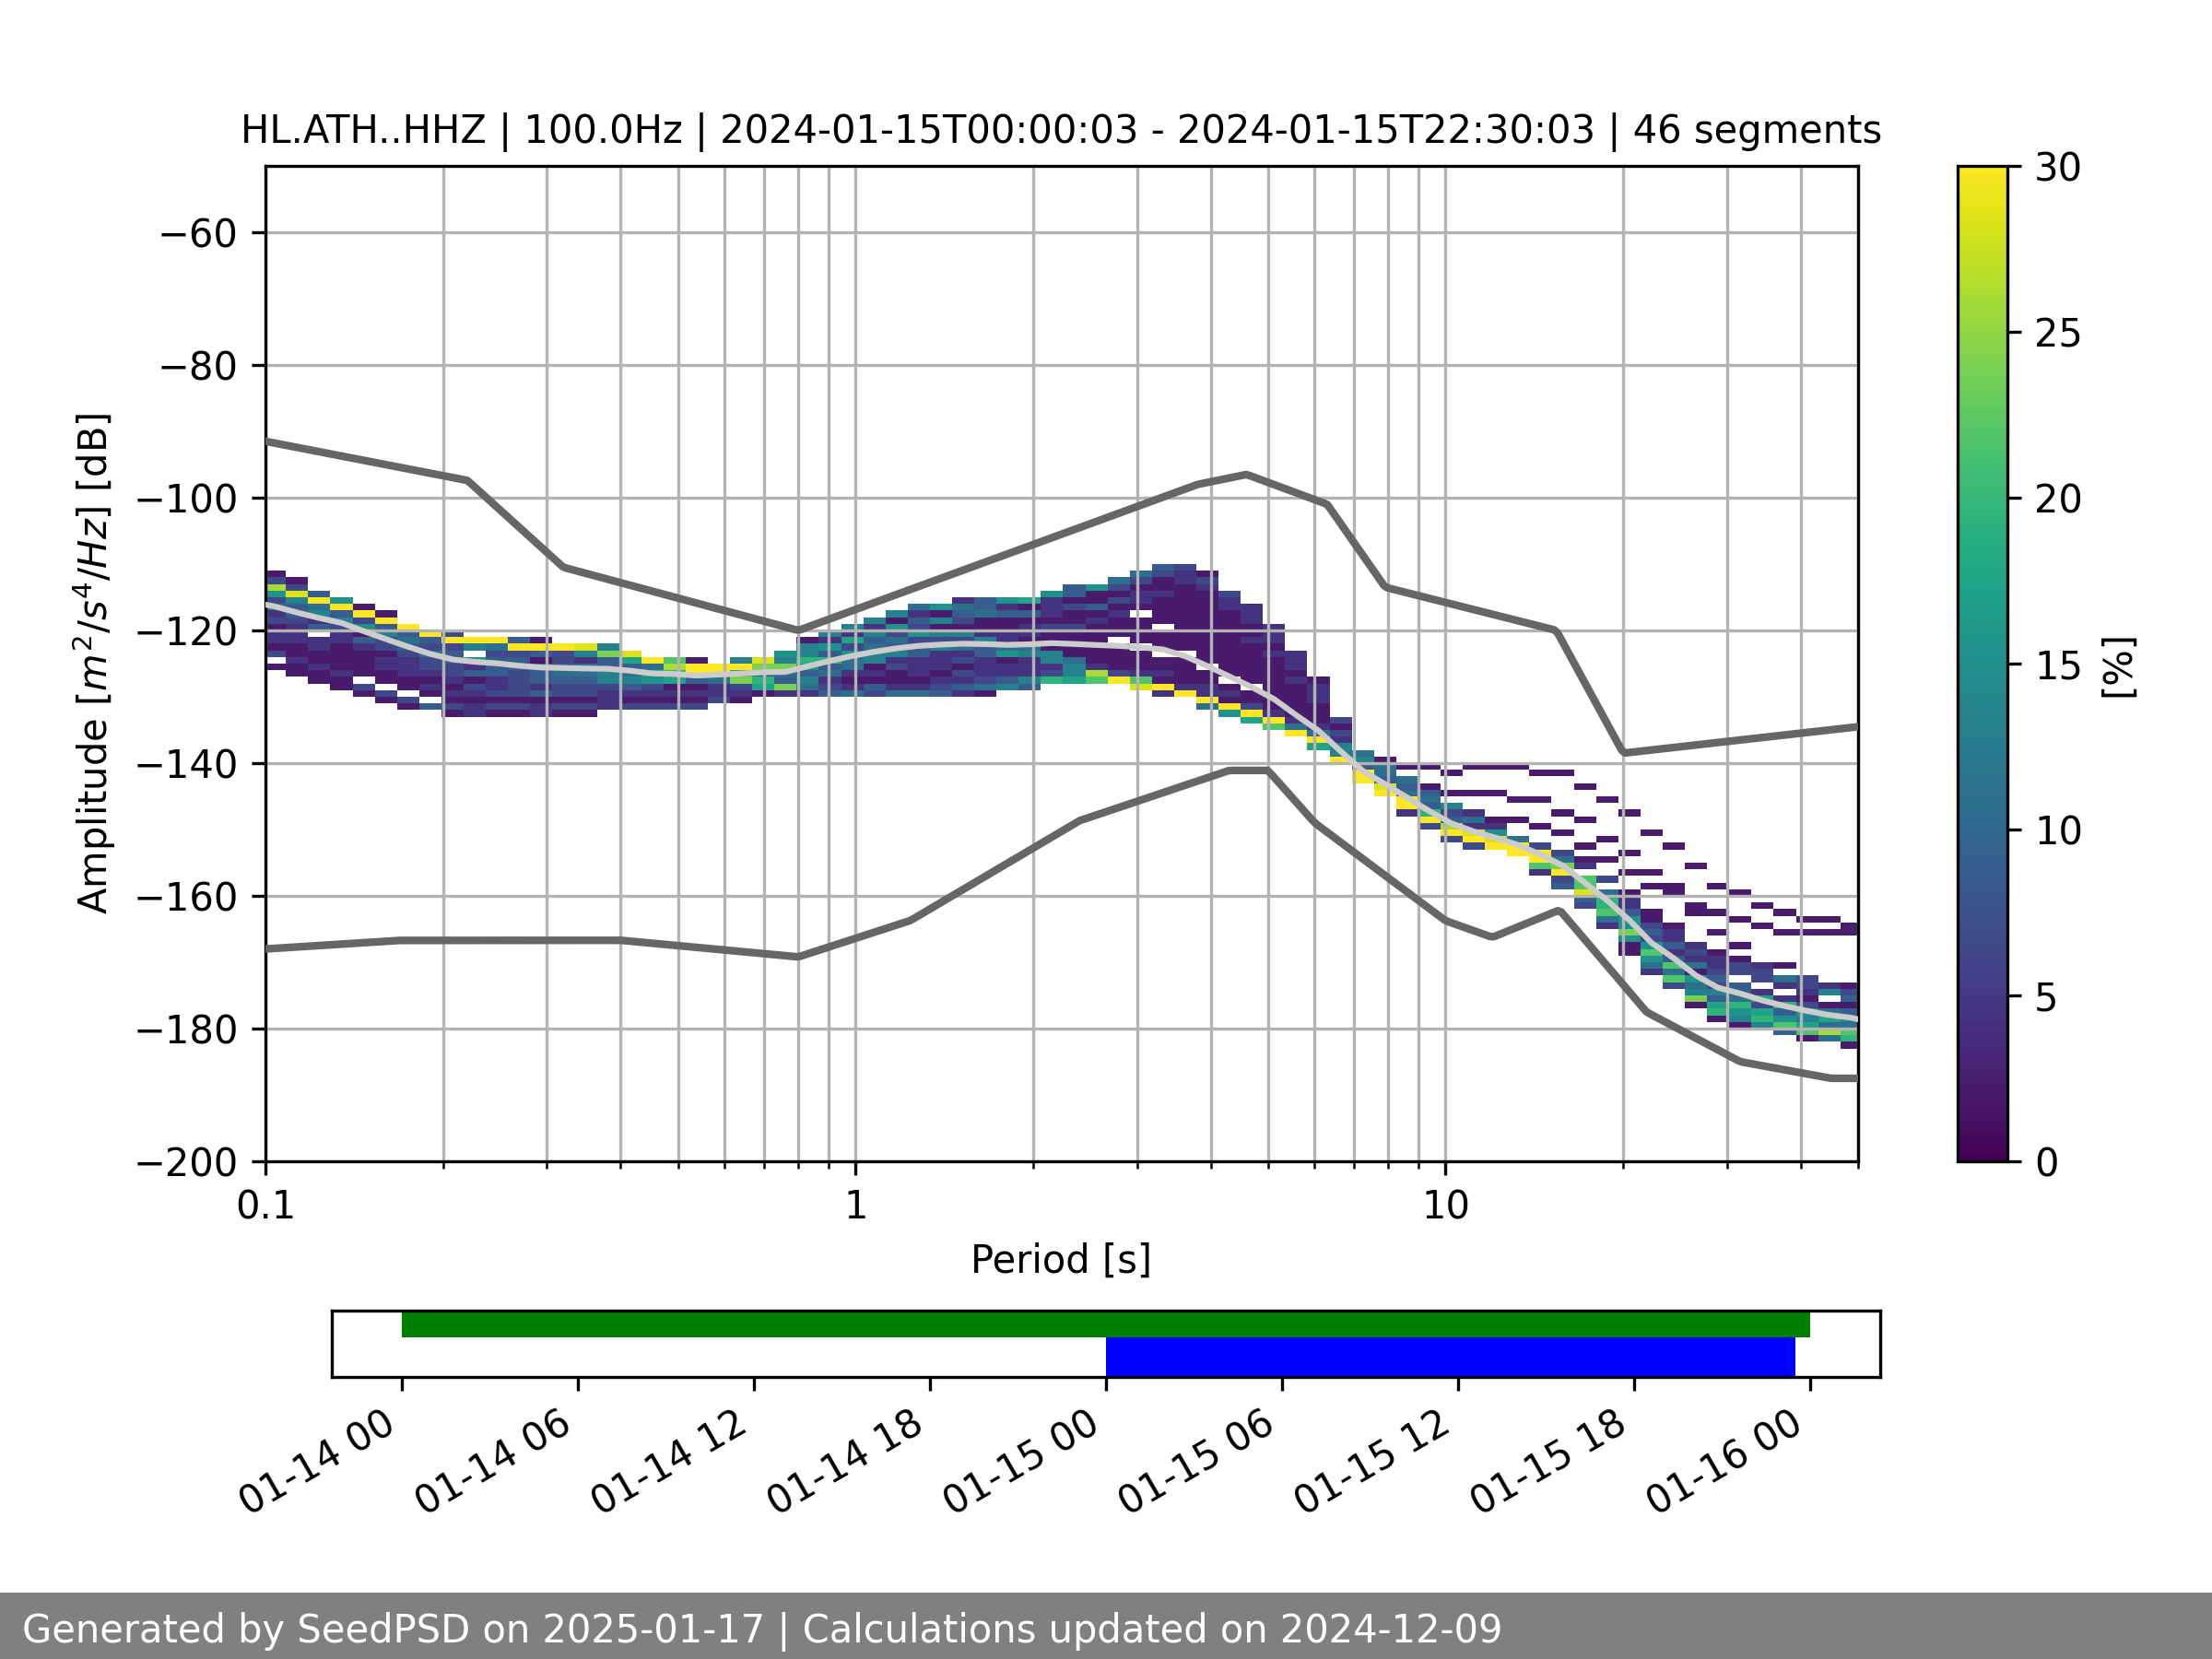 HL.ATH..HHZ | 100.0Hz | 2024-01-15T00:00:03 - 2024-01-15T22:30:03 | 46 segments
Amplitude [m²/s⁴/Hz] [dB]
−60
−80
−100
−120
−140
−160
−180
−200
0.1 1 10
Period [s]
30
25
20
15
10
5
0
[%]
01-14 00 01-14 06 01-14 12 01-14 18 01-15 00 01-15 06 01-15 12 01-15 18 01-16 00
Generated by SeedPSD on 2025-01-17 | Calculations updated on 2024-12-09